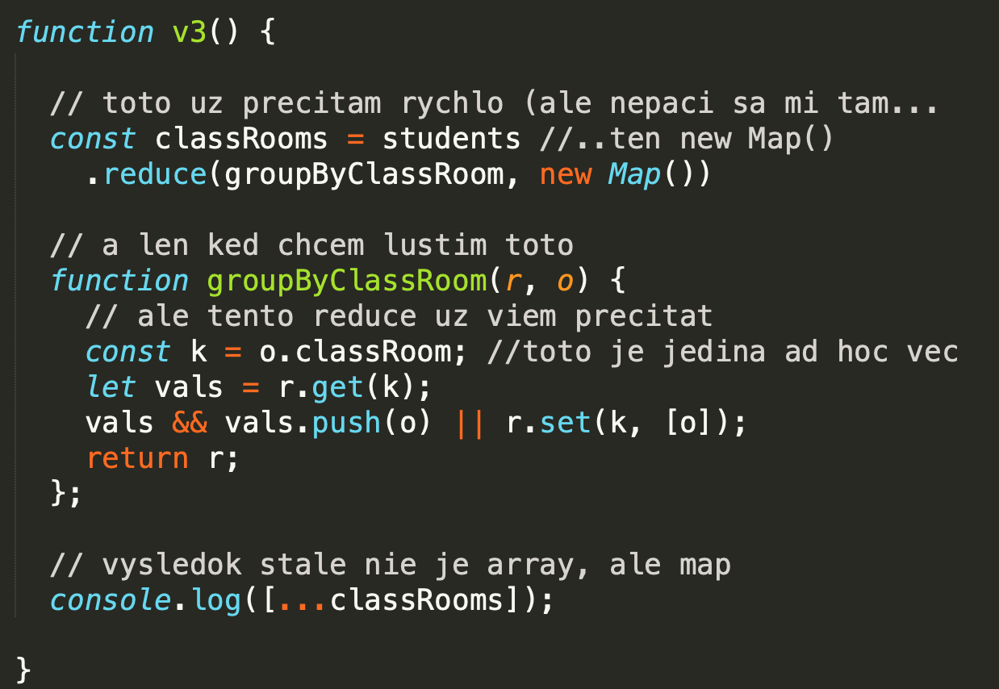 function v3() {
// toto uz precitam rychlo (ale nepaci sa mi tam...
const classRooms = students //..ten new Map()
.reduce(groupByClassRoom, new Map())
// a len ked chcem lustim toto
function groupByClassRoom(r, o) {
// ale tento reduce uz viem precitat
const k = o.classRoom; //toto je jedina ad hoc vec
let vals = r.get(k);
vals && vals.push(o) || r.set(k, [o]);
return r;
};
// vysledok stale nie je array, ale map
console.log([...classRooms]);
}